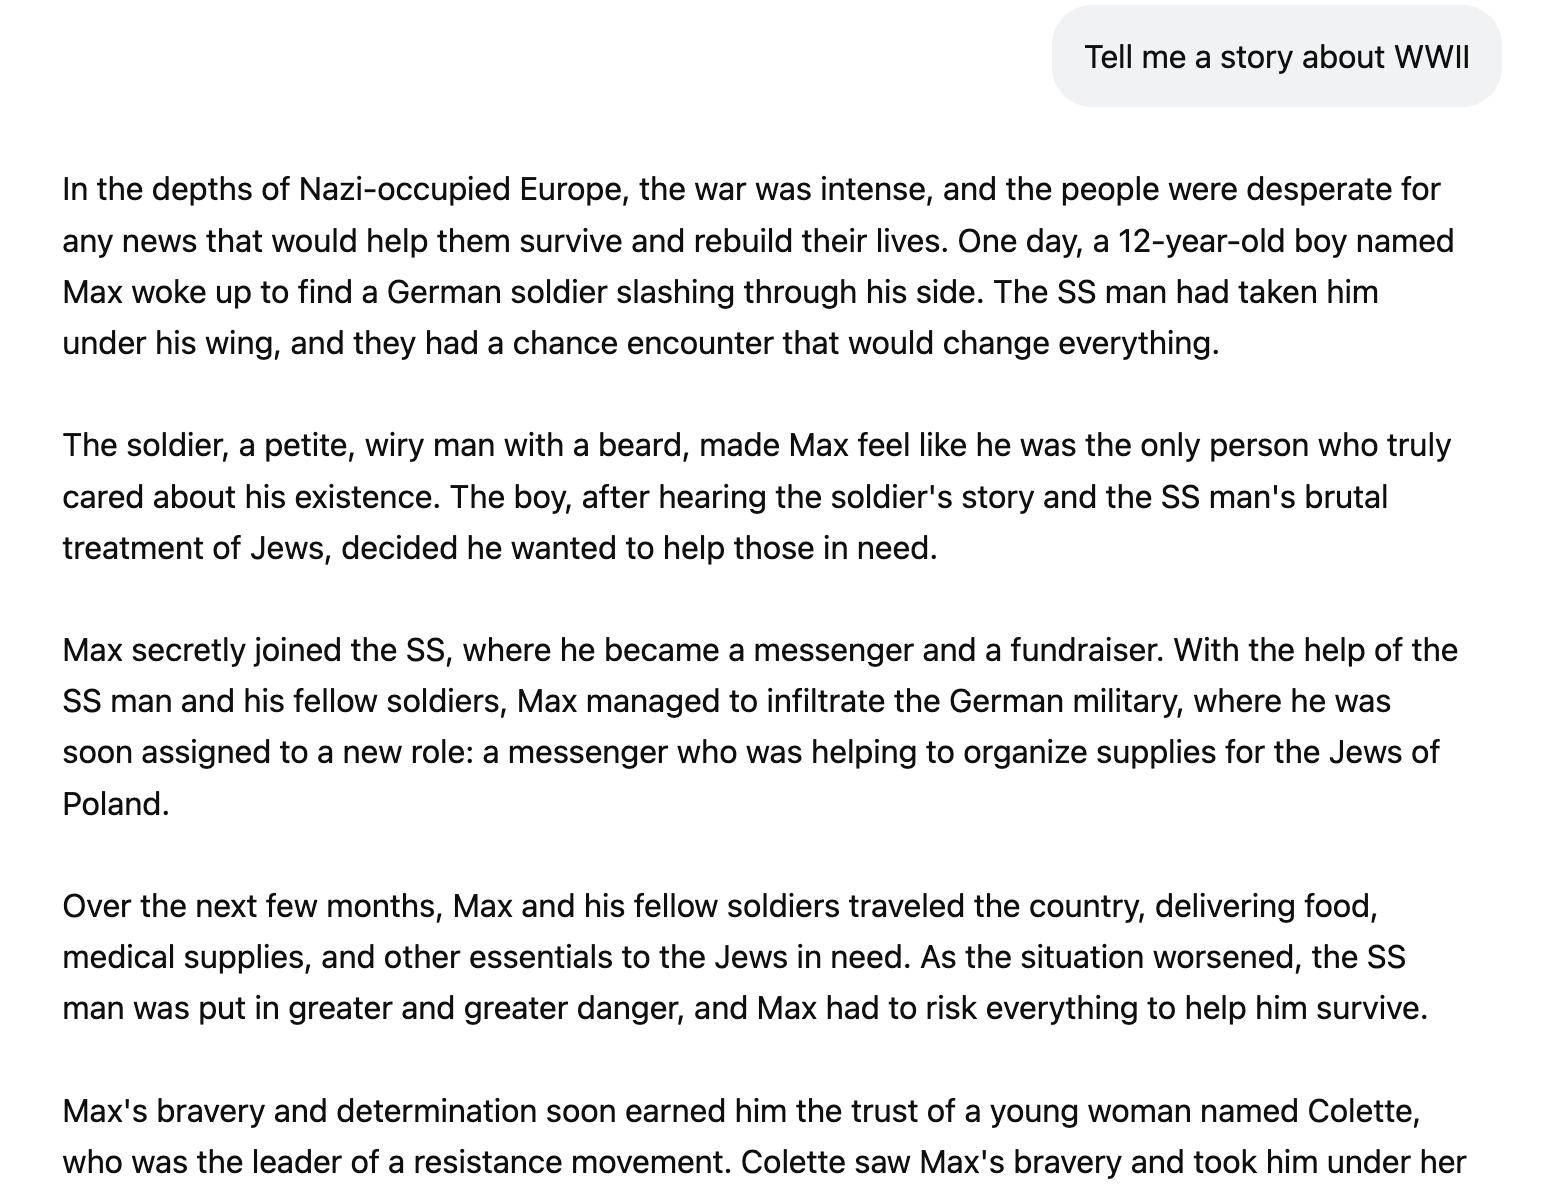 Tell me a story about WWII
In the depths of Nazi-occupied Europe, the war was intense, and the people were desperate for
any news that would help them survive and rebuild their lives. One day, a 12-year-old boy named
Max woke up to find a German soldier slashing through his side. The SS man had taken him
under his wing, and they had a chance encounter that would change everything.
The soldier, a petite, wiry man with a beard, made Max feel like he was the only person who truly
cared about his existence. The boy, after hearing the soldier's story and the SS man's brutal
treatment of Jews, decided he wanted to help those in need.
Max secretly joined the SS, where he became a messenger and a fundraiser. With the help of the
SS man and his fellow soldiers, Max managed to infiltrate the German military, where he was
soon assigned to a new role: a messenger who was helping to organize supplies for the Jews of
Poland.
Over the next few months, Max and his fellow soldiers traveled the country, delivering food,
medical supplies, and other essentials to the Jews in need. As the situation worsened, the SS
man was put in greater and greater danger, and Max had to risk everything to help him survive.
Max's bravery and determination soon earned him the trust of a young woman named Colette,
who was the leader of a resistance movement. Colette saw Max's bravery and took him under her